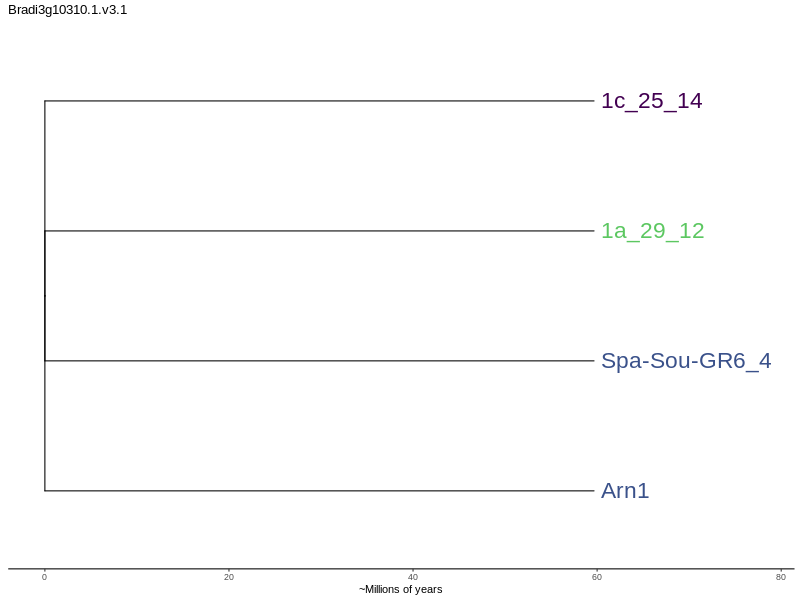 Bradi3g10310.1.v3.1
1c_25_14
1a_29_12
Spa-Sou-GR6_4
Arn1
0 20 40 60 80
~Millions of years